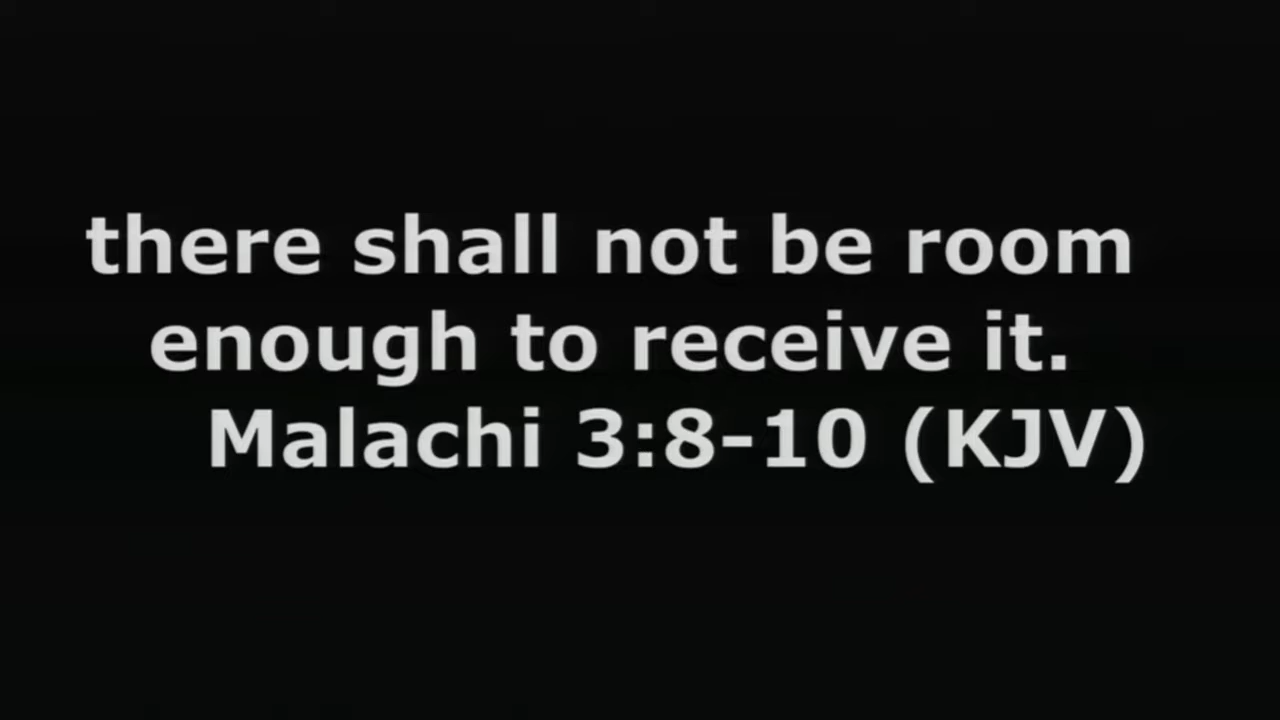 there shall not be room
enough to receive it.
Malachi 3:8-10 (KJV)